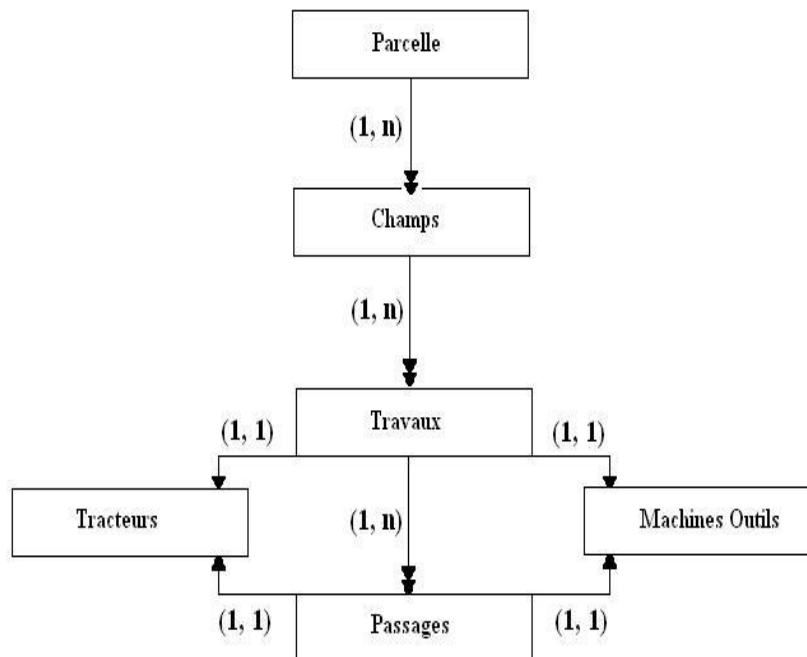 Parcelle
(1, n)
Champs
(1, n)
Travaux
(1, 1)
(1, 1)
Tracteurs
(1, n)
Machines Outils
(1, 1)
Passages
(1, 1)